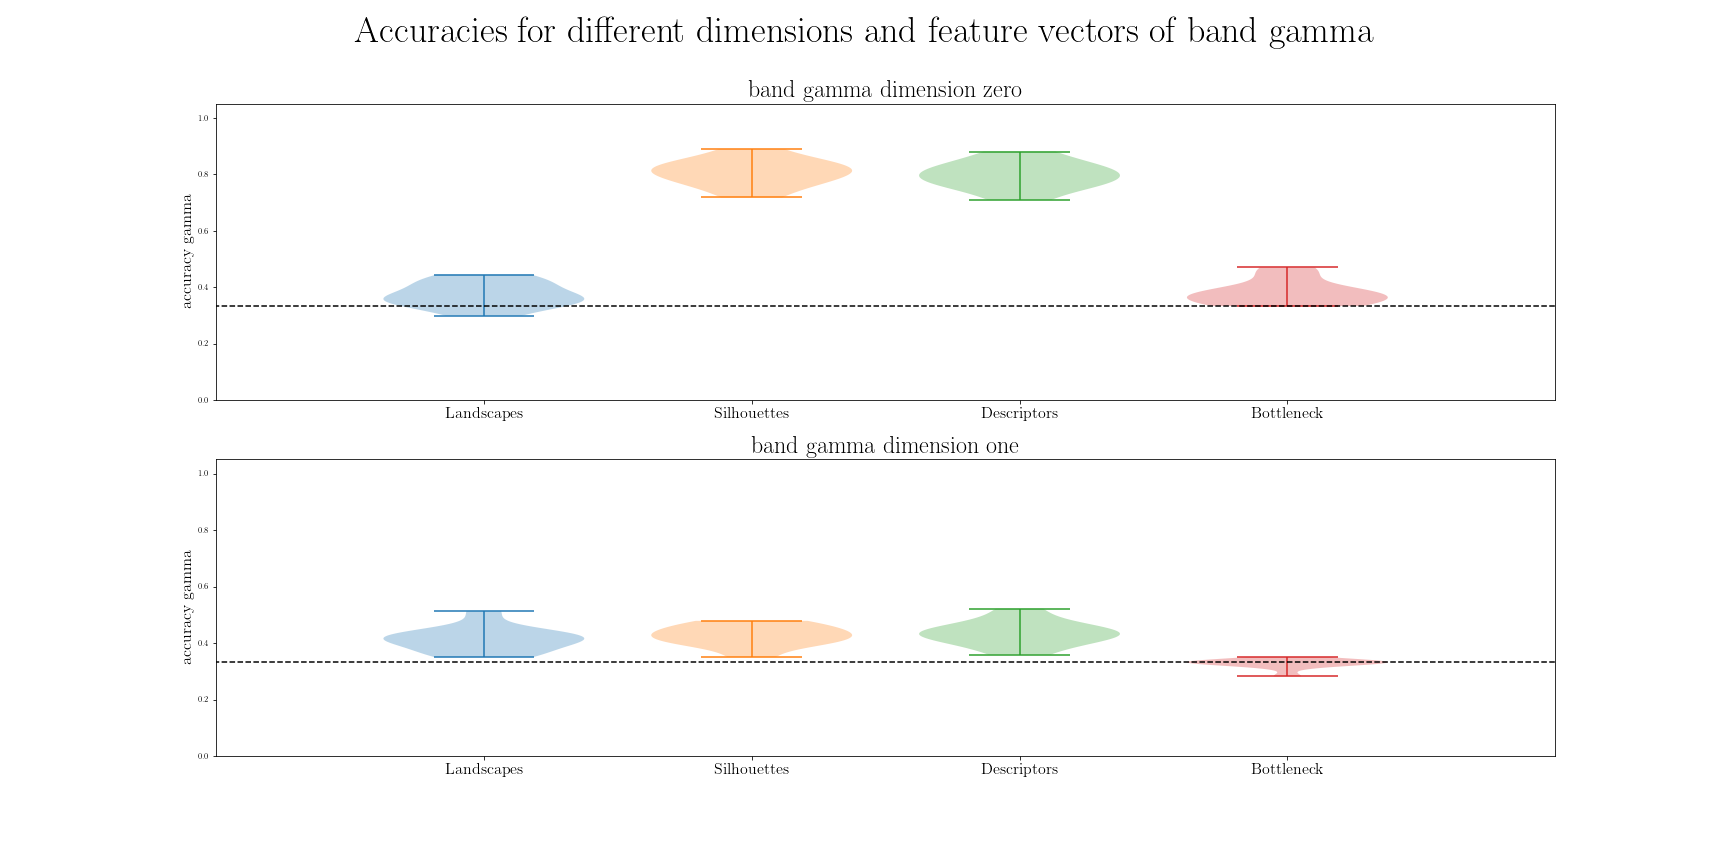 Accuracies for different dimensions and feature vectors of band gamma
band gamma dimension zero
accuracy gamma
1.0
0.8
0.6
0.4
0.2
0.0
Landscapes Silhouettes Descriptors Bottleneck
band gamma dimension one
accuracy gamma
1.0
0.8
0.6
0.4
0.2
0.0
Landscapes Silhouettes Descriptors Bottleneck